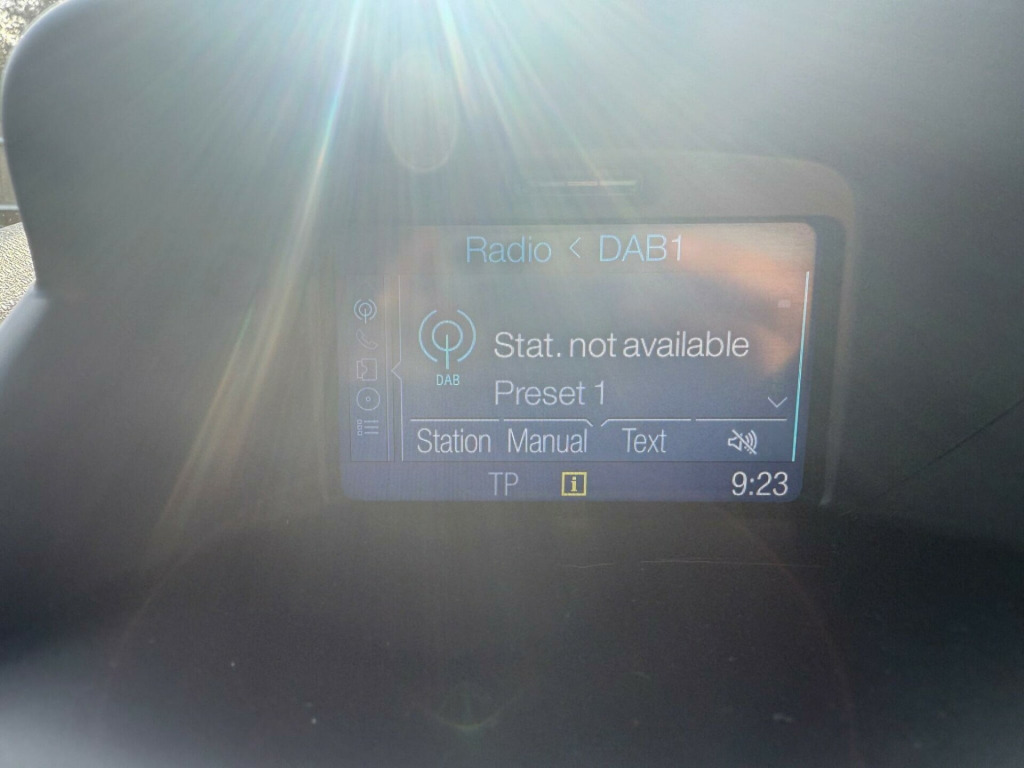 Radio < DAB1
DAB
Stat. not available
Preset 1
Station Manual Text
TP i 9:23